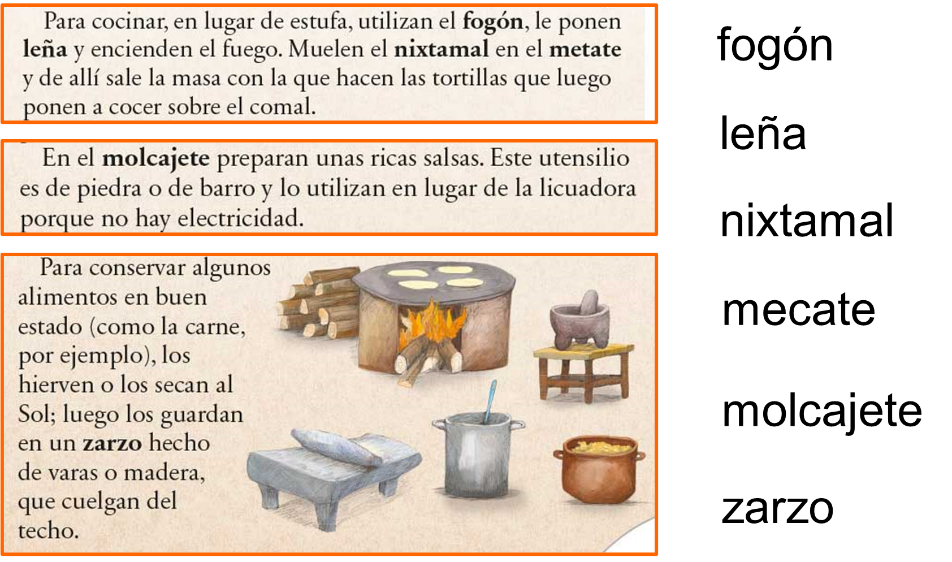 Para cocinar, en lugar de estufa, utilizan el fogón, le ponen
leña y encienden el fuego. Muelen el nixtamal en el metate
y de allí sale la masa con la que hacen las tortillas que luego
ponen a cocer sobre el comal.
En el molcajete preparan unas ricas salsas. Este utensilio
es de piedra o de barro y lo utilizan en lugar de la licuadora
porque no hay electricidad.
Para conservar algunos
alimentos en buen
estado (como la carne,
por ejemplo), los
hierven o los secan al
Sol; luego los guardan
en un zarzo hecho
de varas o madera,
que cuelgan del
techo.
fogón
leña
nixtamal
mecate
molcajete
zarzo